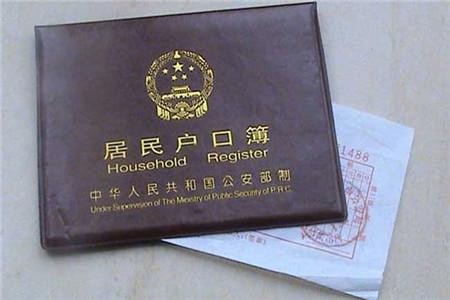 居民户口簿
Household Register
中华人民共和国公安部制
Under Supervision of The Ministry of Public Security of P.R.C.
1488